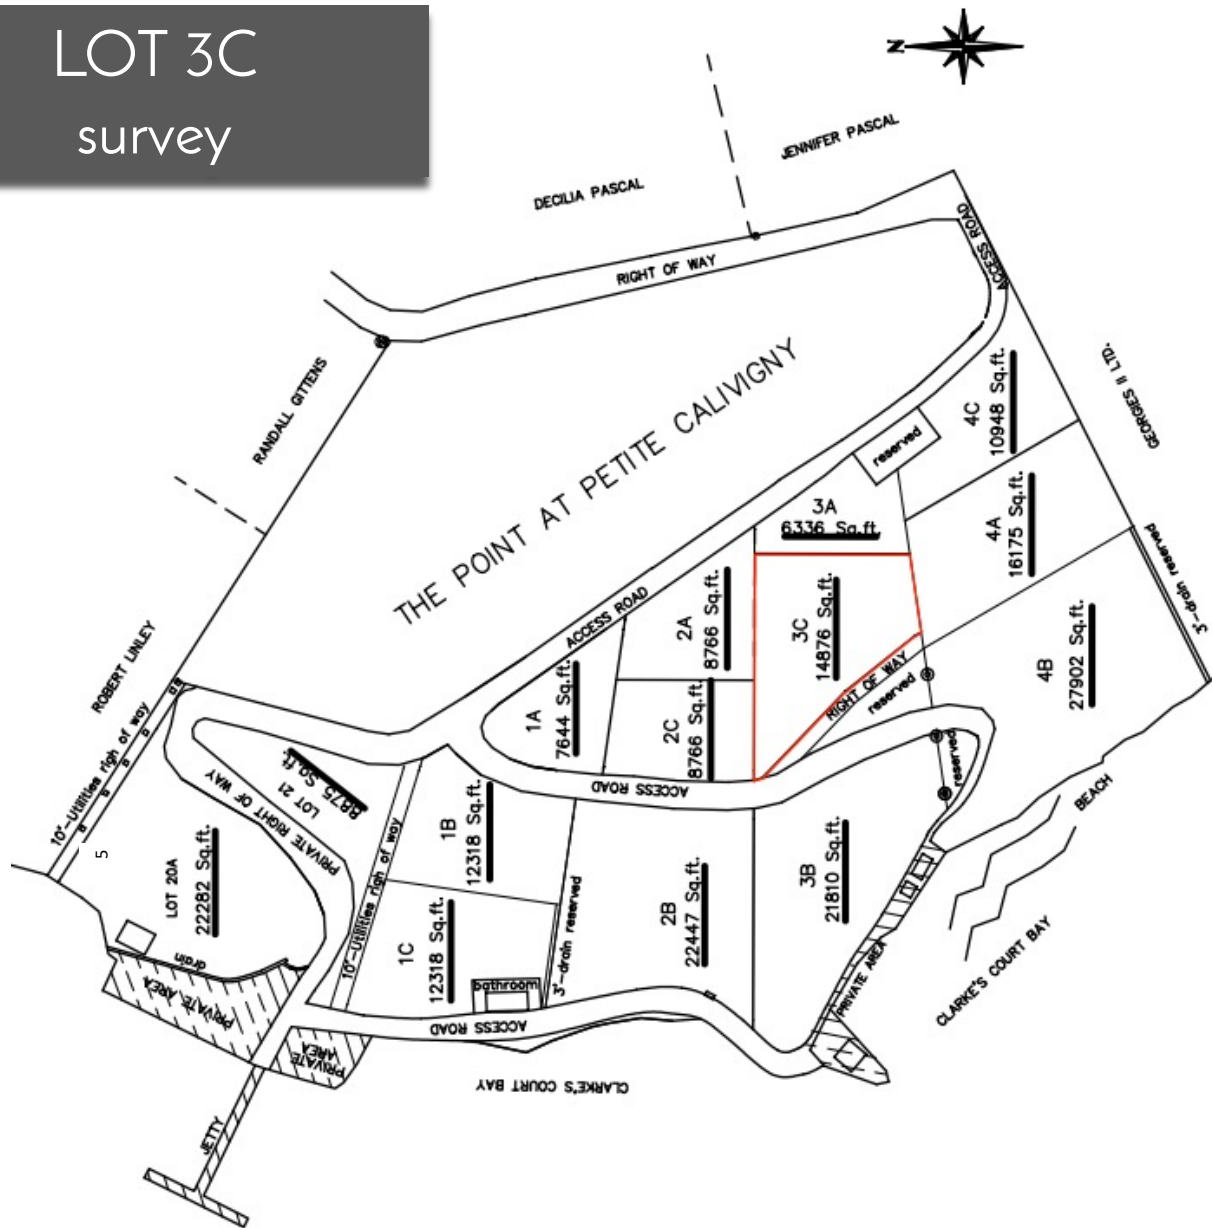 LOT 3C
survey
N
JENNIFER PASCAL
DECILIA PASCAL
RIGHT OF WAY
ACCESS ROAD
RANDALL GITTENS
GEORGIES II LTD.
THE POINT AT PETITE CALIVIGNY
4C
10948 Sq.ft.
reserved
3A
6336 Sq.ft.
4A
16175 Sq.ft.
3'-drain reserved
ACCESS ROAD
2A
8766 Sq.ft.
3C
14876 Sq.ft.
ROBERT LINLEY
4B
27902 Sq.ft.
1A
7644 Sq.ft.
2C
8766 Sq.ft.
RIGHT OF WAY
reserved
10'-Utilities righ of way
LOT 21
8875 Sq.ft.
PRIVATE RIGHT OF WAY
ACCESS ROAD
reserved
BEACH
5
LOT 20A
22282 Sq.ft.
1B
12318 Sq.ft.
10'-Utilities righ of way
3B
21810 Sq.ft.
2B
22447 Sq.ft.
1C
12318 Sq.ft.
3'-drain reserved
drain
bathroom
PRIVATE AREA
PRIVATE AREA
CLARKE'S COURT BAY
ACCESS ROAD
PRIVATE
AREA
CLARKE'S COURT BAY
JETTY